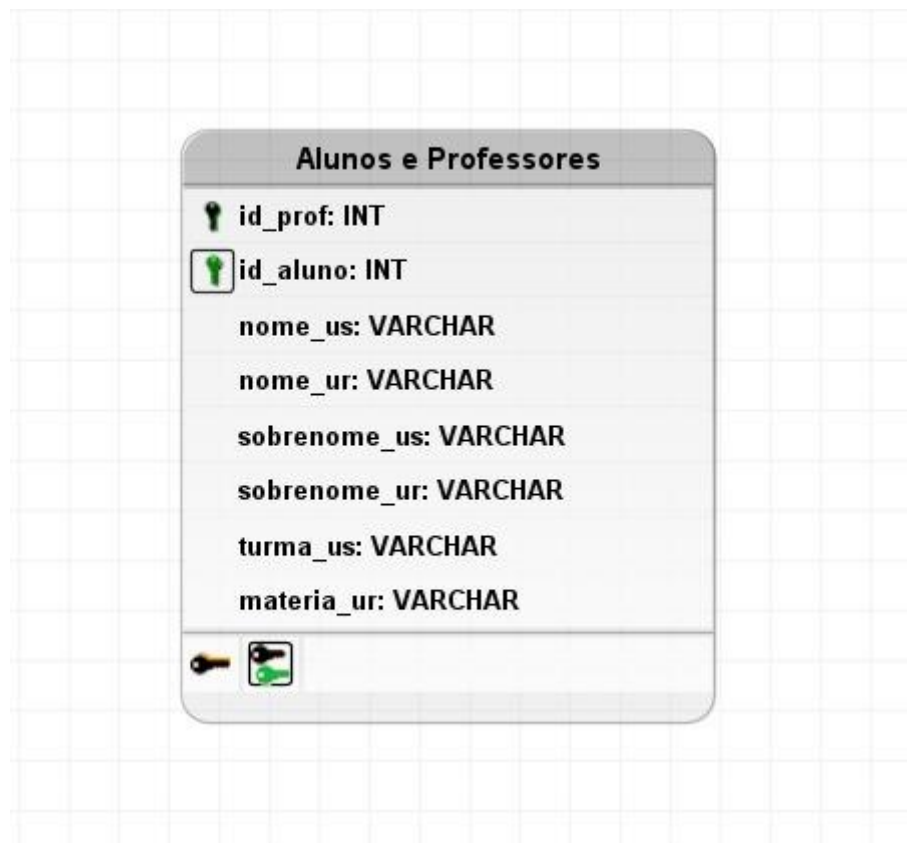 Alunos e Professores
id_prof: INT
id_aluno: INT
nome_us: VARCHAR
nome_ur: VARCHAR
sobrenome_us: VARCHAR
sobrenome_ur: VARCHAR
turma_us: VARCHAR
materia_ur: VARCHAR